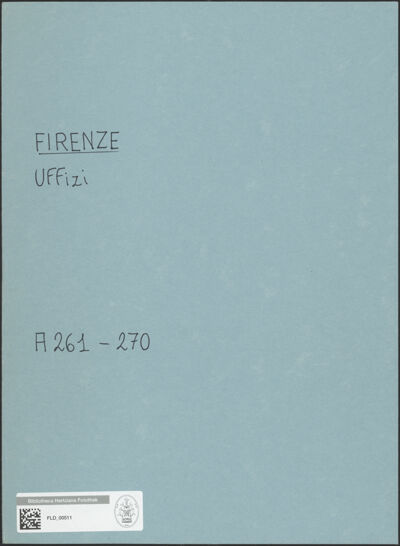 FIRENZE
Uffizi
A 261 - 270
Bibliotheca Hertziana Fotothek
FLD_00511